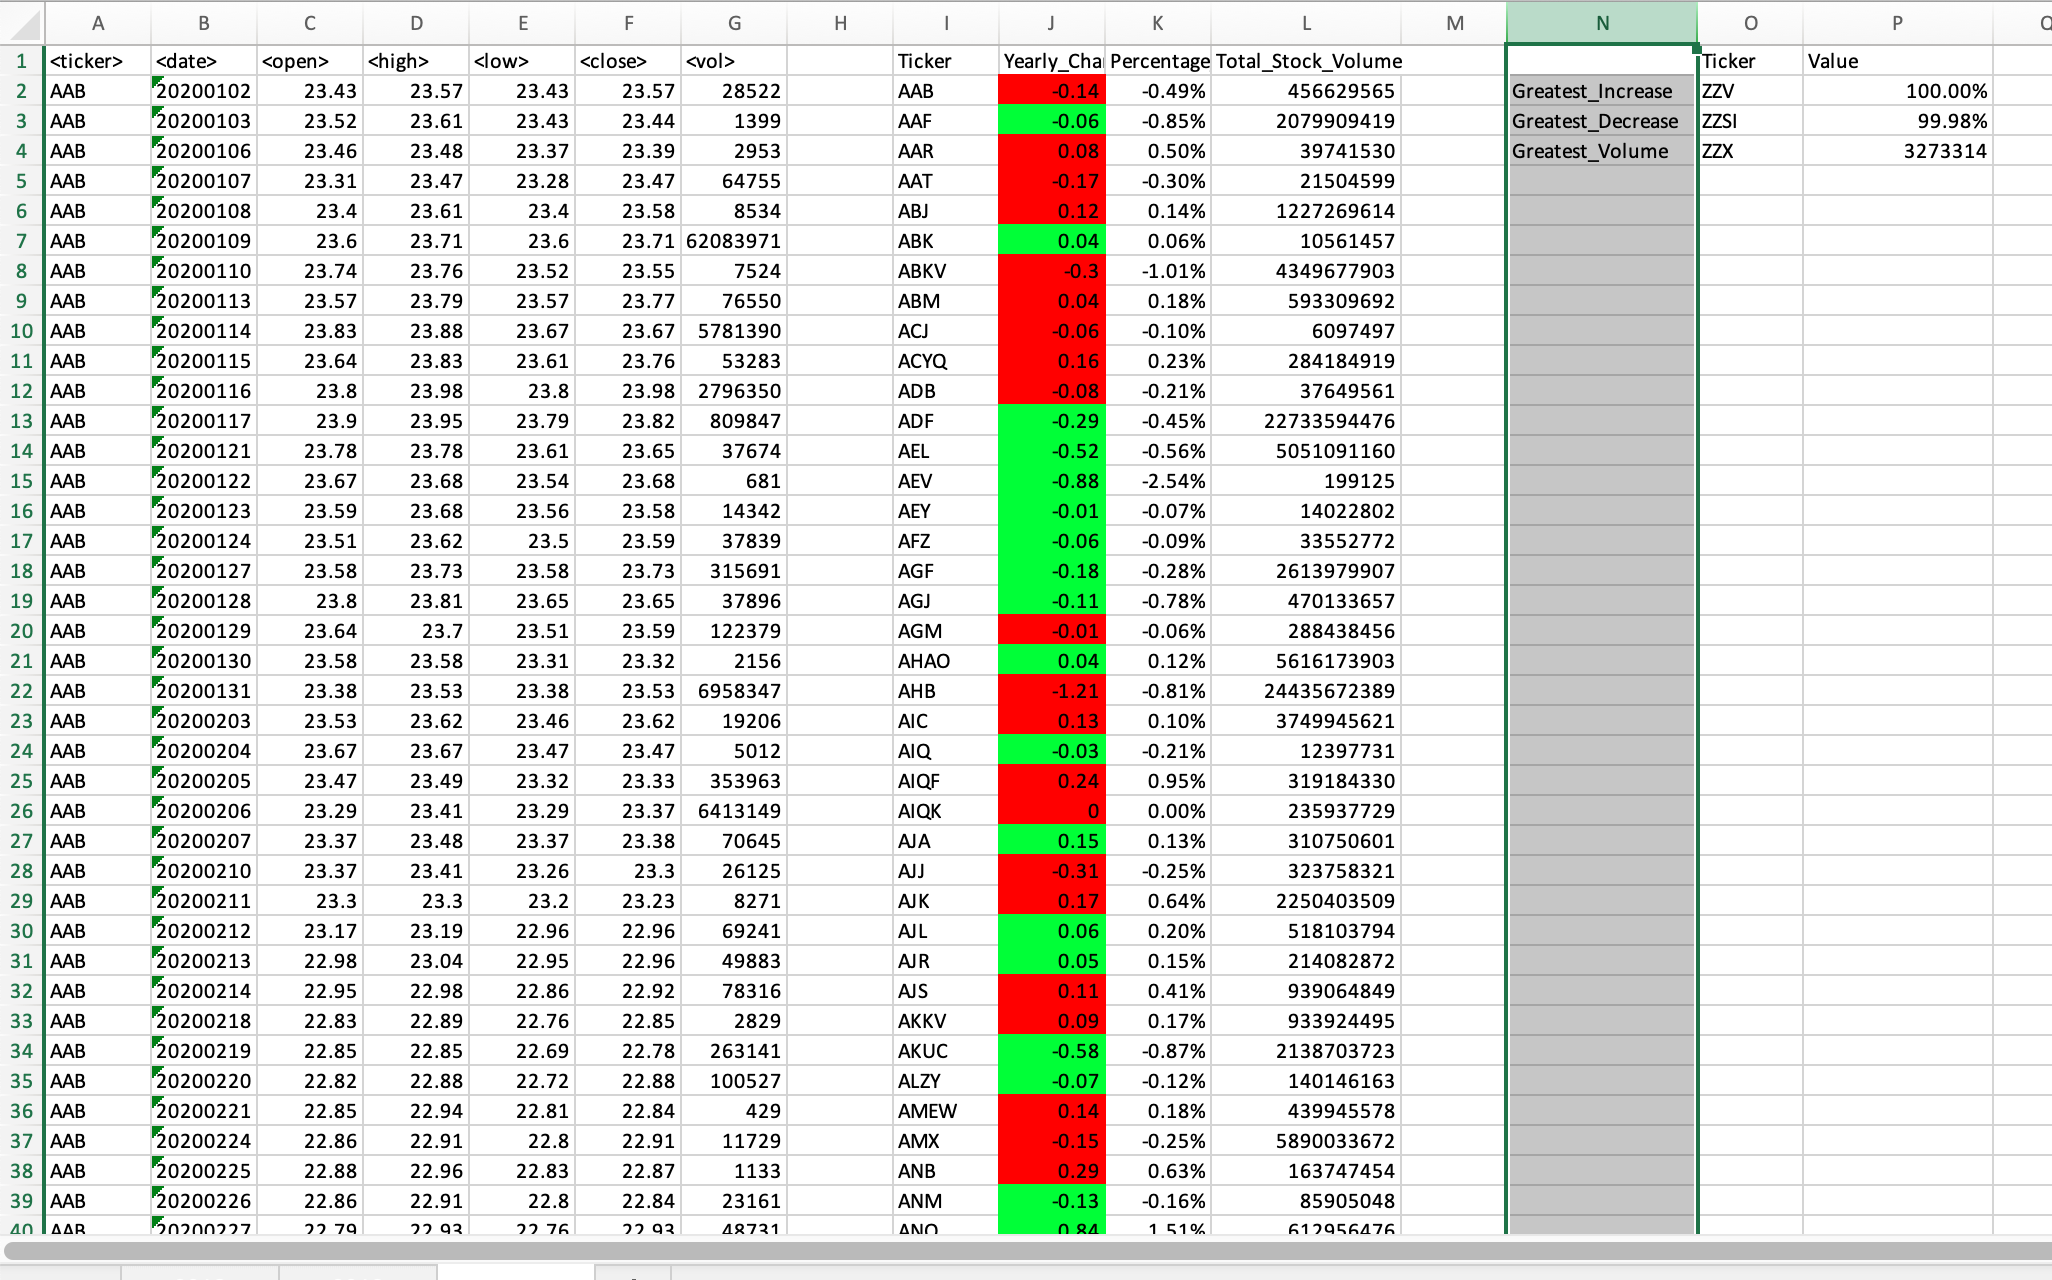 A B C D E F G H I J K L M N O P Q
1 <ticker> <date> <open> <high> <low> <close> <vol> Ticker Yearly_Cha Percentage Total_Stock_Volume Ticker Value
2 AAB 20200102 23.43 23.57 23.43 23.57 28522 AAB -0.14 -0.49% 456629565 Greatest_Increase ZZV 100.00%
3 AAB 20200103 23.52 23.61 23.43 23.44 1399 AAF -0.06 -0.85% 2079909419 Greatest_Decrease ZZSI 99.98%
4 AAB 20200106 23.46 23.48 23.37 23.39 2953 AAR 0.08 0.50% 39741530 Greatest_Volume ZZX 3273314
5 AAB 20200107 23.31 23.47 23.28 23.47 64755 AAT -0.17 -0.30% 21504599
6 AAB 20200108 23.4 23.61 23.4 23.58 8534 ABJ 0.12 0.14% 1227269614
7 AAB 20200109 23.6 23.71 23.6 23.71 62083971 ABK 0.04 0.06% 10561457
8 AAB 20200110 23.74 23.76 23.52 23.55 7524 ABKV -0.3 -1.01% 4349677903
9 AAB 20200113 23.57 23.79 23.57 23.77 76550 ABM 0.04 0.18% 593309692
10 AAB 20200114 23.83 23.88 23.67 23.67 5781390 ACJ -0.06 -0.10% 6097497
11 AAB 20200115 23.64 23.83 23.61 23.76 53283 ACYQ 0.16 0.23% 284184919
12 AAB 20200116 23.8 23.98 23.8 23.98 2796350 ADB -0.08 -0.21% 37649561
13 AAB 20200117 23.9 23.95 23.79 23.82 809847 ADF -0.29 -0.45% 22733594476
14 AAB 20200121 23.78 23.78 23.61 23.65 37674 AEL -0.52 -0.56% 5051091160
15 AAB 20200122 23.67 23.68 23.54 23.68 681 AEV -0.88 -2.54% 199125
16 AAB 20200123 23.59 23.68 23.56 23.58 14342 AEY -0.01 -0.07% 14022802
17 AAB 20200124 23.51 23.62 23.5 23.59 37839 AFZ -0.06 -0.09% 33552772
18 AAB 20200127 23.58 23.73 23.58 23.73 315691 AGF -0.18 -0.28% 2613979907
19 AAB 20200128 23.8 23.81 23.65 23.65 37896 AGJ -0.11 -0.78% 470133657
20 AAB 20200129 23.64 23.7 23.51 23.59 122379 AGM -0.01 -0.06% 288438456
21 AAB 20200130 23.58 23.58 23.31 23.32 2156 AHAO 0.04 0.12% 5616173903
22 AAB 20200131 23.38 23.53 23.38 23.53 6958347 AHB -1.21 -0.81% 24435672389
23 AAB 20200203 23.53 23.62 23.46 23.62 19206 AIC 0.13 0.10% 3749945621
24 AAB 20200204 23.67 23.67 23.47 23.47 5012 AIQ -0.03 -0.21% 12397731
25 AAB 20200205 23.47 23.49 23.32 23.33 353963 AIQF 0.24 0.95% 319184330
26 AAB 20200206 23.29 23.41 23.29 23.37 6413149 AIQK 0 0.00% 235937729
27 AAB 20200207 23.37 23.48 23.37 23.38 70645 AJA 0.15 0.13% 310750601
28 AAB 20200210 23.37 23.41 23.26 23.3 26125 AJJ -0.31 -0.25% 323758321
29 AAB 20200211 23.3 23.3 23.2 23.23 8271 AJK 0.17 0.64% 2250403509
30 AAB 20200212 23.17 23.19 22.96 22.96 69241 AJL 0.06 0.20% 518103794
31 AAB 20200213 22.98 23.04 22.95 22.96 49883 AJR 0.05 0.15% 214082872
32 AAB 20200214 22.95 22.98 22.86 22.92 78316 AJS 0.11 0.41% 939064849
33 AAB 20200218 22.83 22.89 22.76 22.85 2829 AKKV 0.09 0.17% 933924495
34 AAB 20200219 22.85 22.85 22.69 22.78 263141 AKUC -0.58 -0.87% 2138703723
35 AAB 20200220 22.82 22.88 22.72 22.88 100527 ALZY -0.07 -0.12% 140146163
36 AAB 20200221 22.85 22.94 22.81 22.84 429 AMEW 0.14 0.18% 439945578
37 AAB 20200224 22.86 22.91 22.8 22.91 11729 AMX -0.15 -0.25% 5890033672
38 AAB 20200225 22.88 22.96 22.83 22.87 1133 ANB 0.29 0.63% 163747454
39 AAB 20200226 22.86 22.91 22.8 22.84 23161 ANM -0.13 -0.16% 85905048
40 AAB 20200227 22.79 22.93 22.76 22.93 48731 0.84 1.51% 612956476